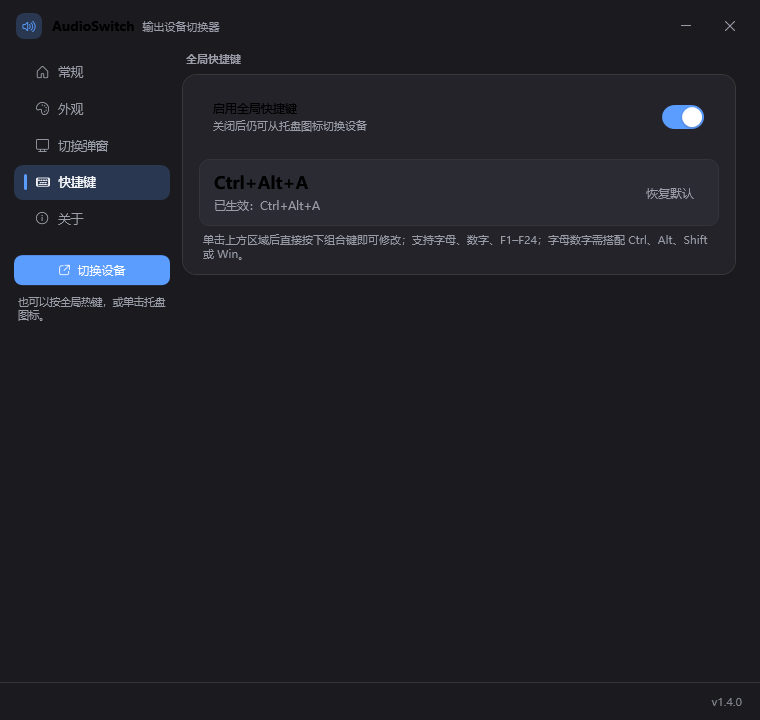 AudioSwitch 输出设备切换器
常规
外观
切换弹窗
快捷键
关于
切换设备
也可以按全局热键，或单击托盘
图标。
全局快捷键
启用全局快捷键
关闭后仍可从托盘图标切换设备
Ctrl+Alt+A
已生效：Ctrl+Alt+A
恢复默认
单击上方区域后直接按下组合键即可修改；支持字母、数字、F1–F24；字母数字需搭配 Ctrl、Alt、Shift
或 Win。
v1.4.0